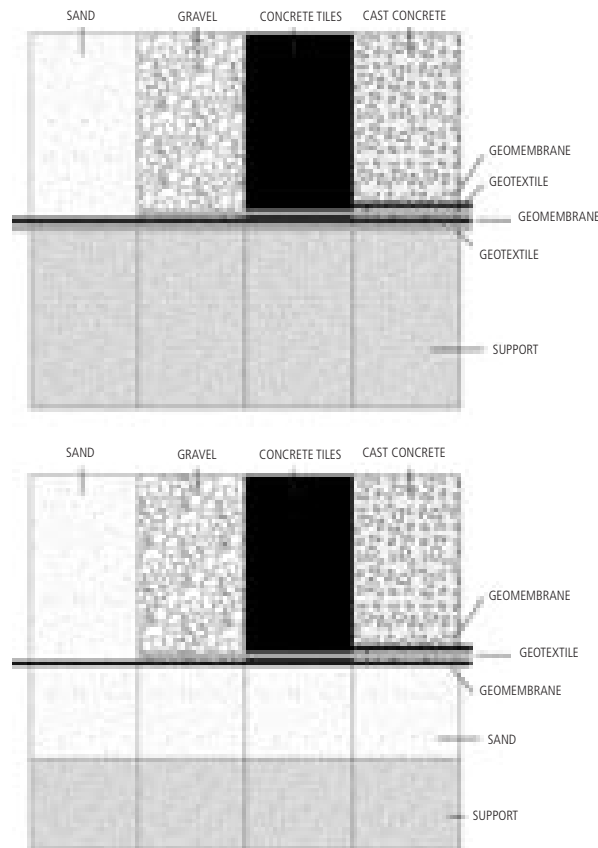 SAND GRAVEL CONCRETE TILES CAST CONCRETE
GEOMEMBRANE
GEOTEXTILE
GEOMEMBRANE
GEOTEXTILE
SUPPORT
SAND GRAVEL CONCRETE TILES CAST CONCRETE
GEOMEMBRANE
GEOTEXTILE
GEOMEMBRANE
SAND
SUPPORT